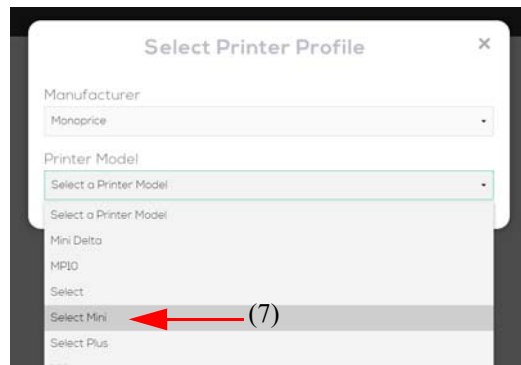 Select Printer Profile ×
Manufacturer
Monoprice
Printer Model
Select a Printer Model
Select a Printer Model
Mini Delta
MP10
Select
Select Mini (7)
Select Plus